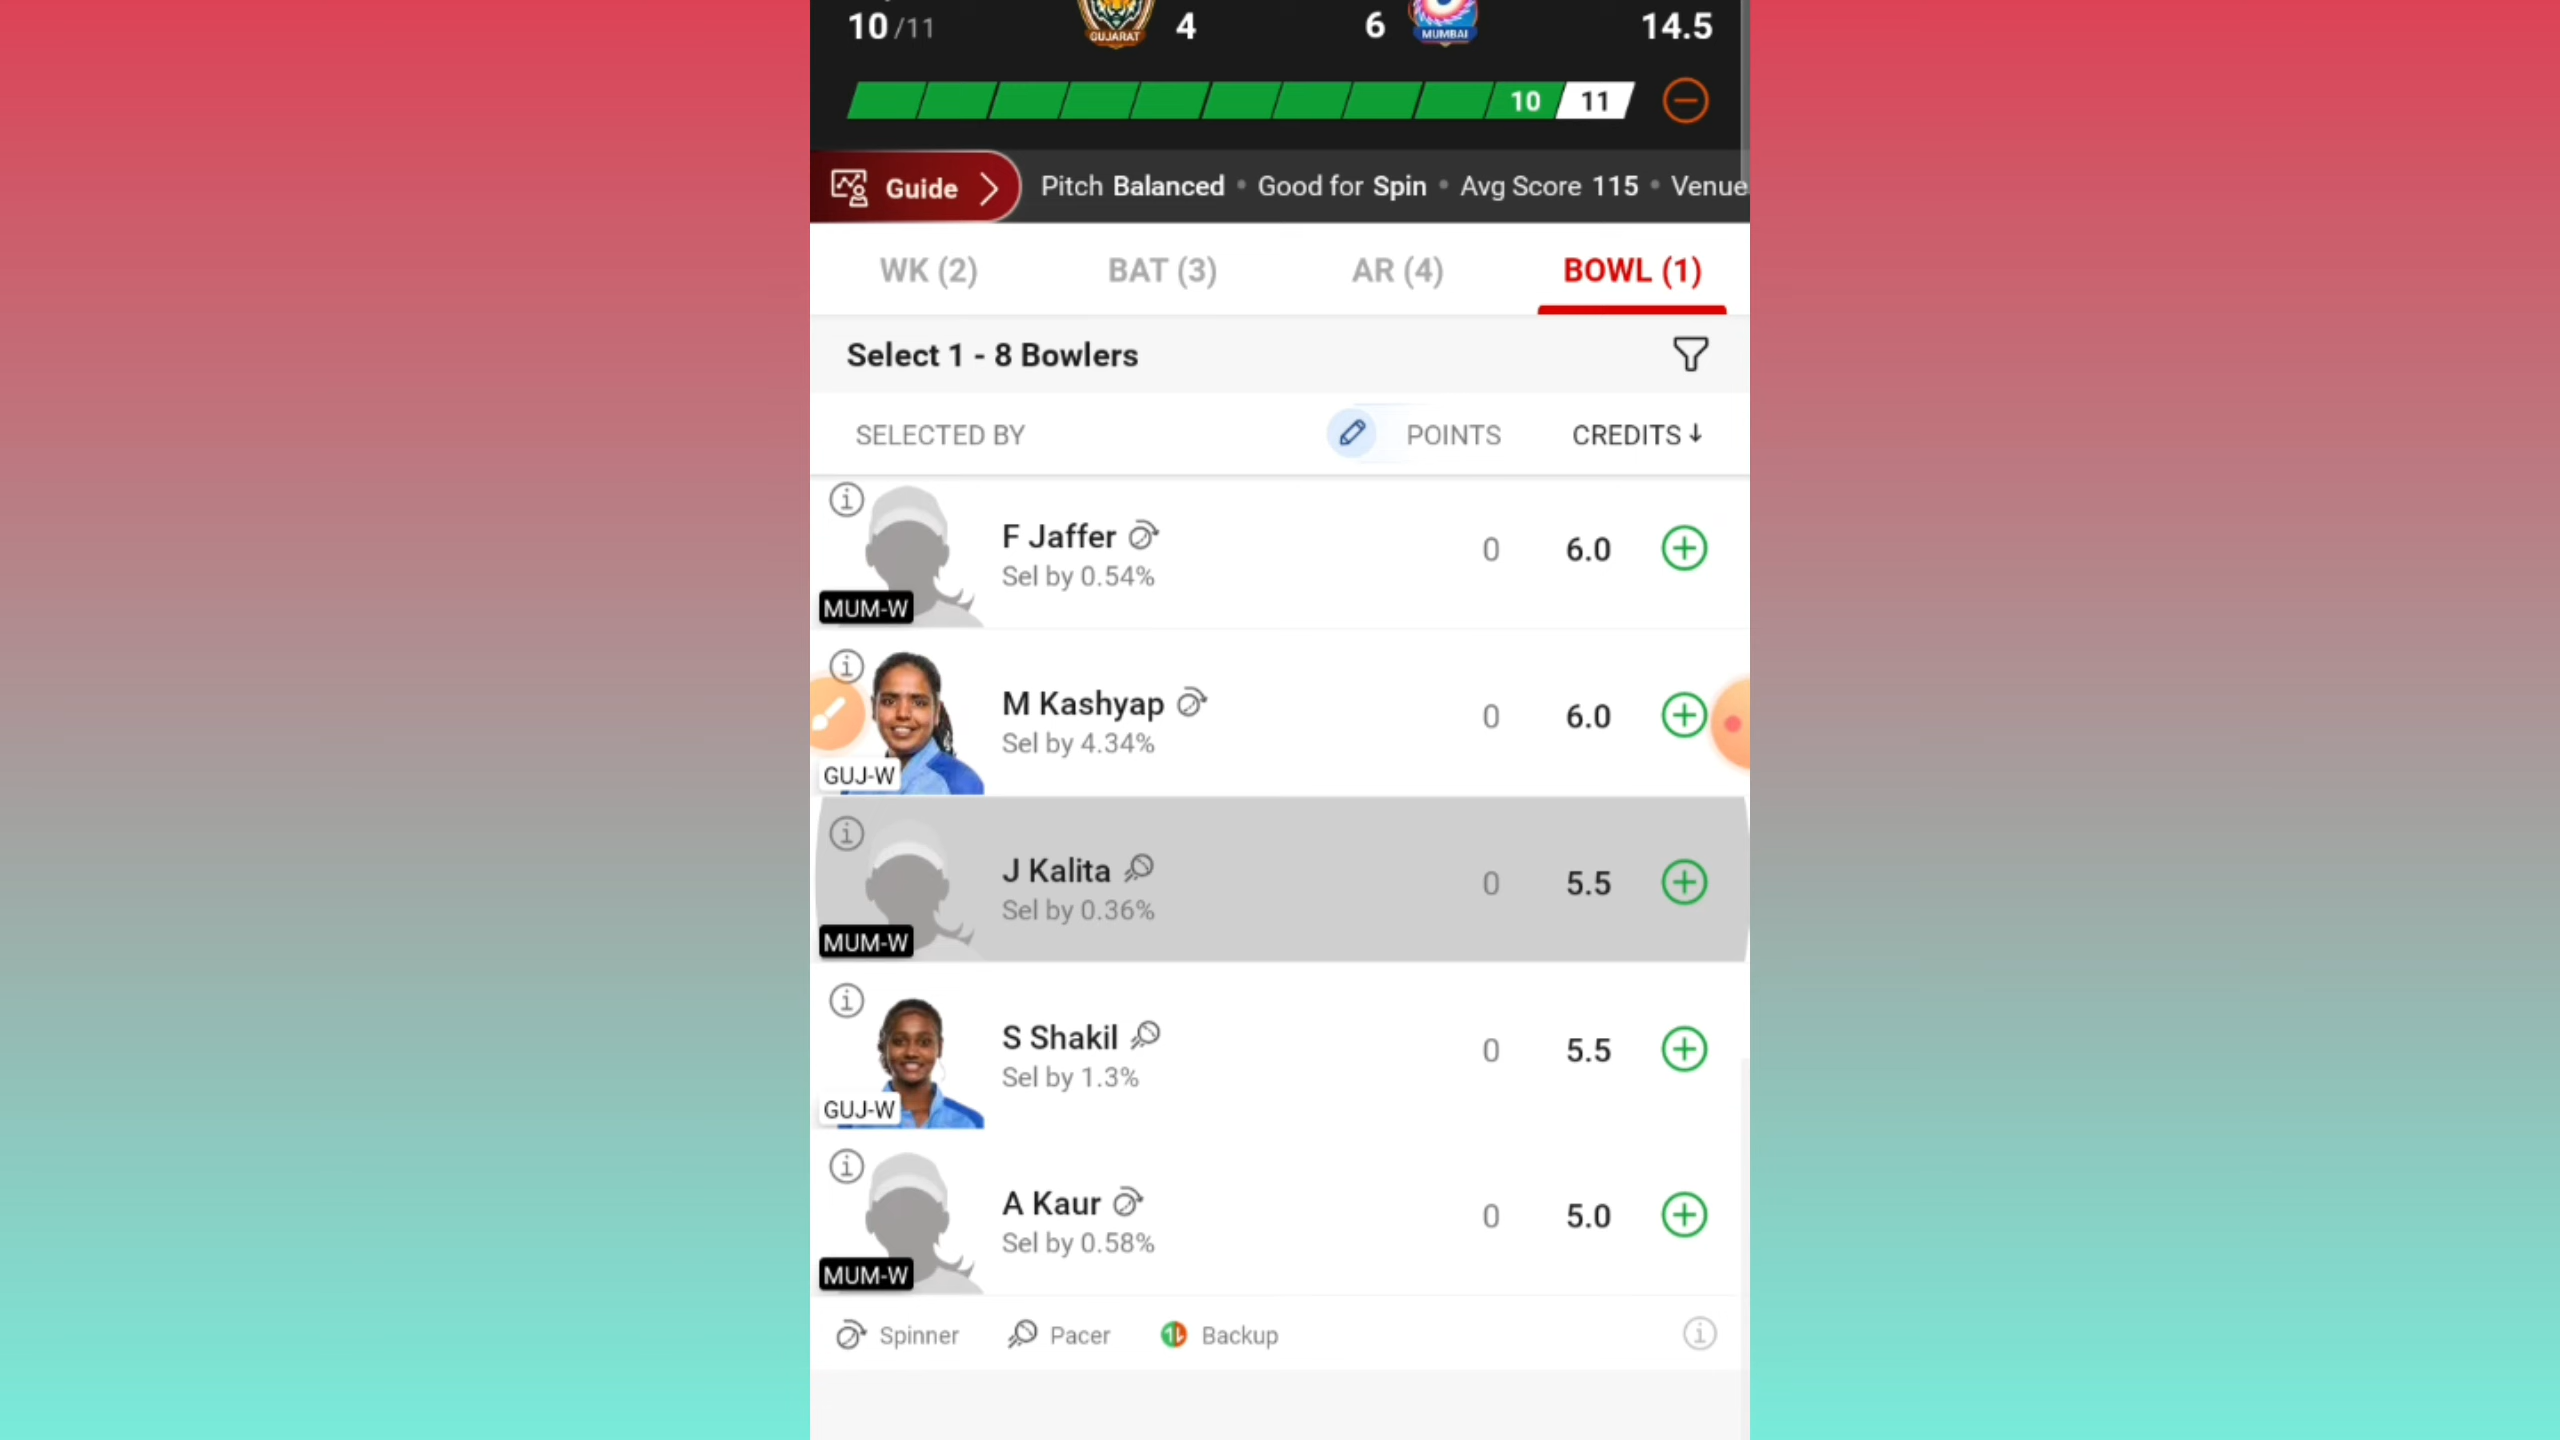 10/11 GUJARAT 4 6 MUMBAI 14.5
10 11
Guide Pitch Balanced • Good for Spin • Avg Score 115 • Venue
WK (2) BAT (3) AR (4) BOWL (1)
Select 1 - 8 Bowlers
SELECTED BY POINTS CREDITS↓
F Jaffer
Sel by 0.54%
0 6.0
MUM-W
M Kashyap
Sel by 4.34%
0 6.0
GUJ-W
J Kalita
Sel by 0.36%
0 5.5
MUM-W
S Shakil
Sel by 1.3%
0 5.5
GUJ-W
A Kaur
Sel by 0.58%
0 5.0
MUM-W
Spinner Pacer Backup